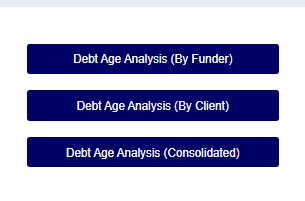 Debt Age Analysis (By Funder)
Debt Age Analysis (By Client)
Debt Age Analysis (Consolidated)